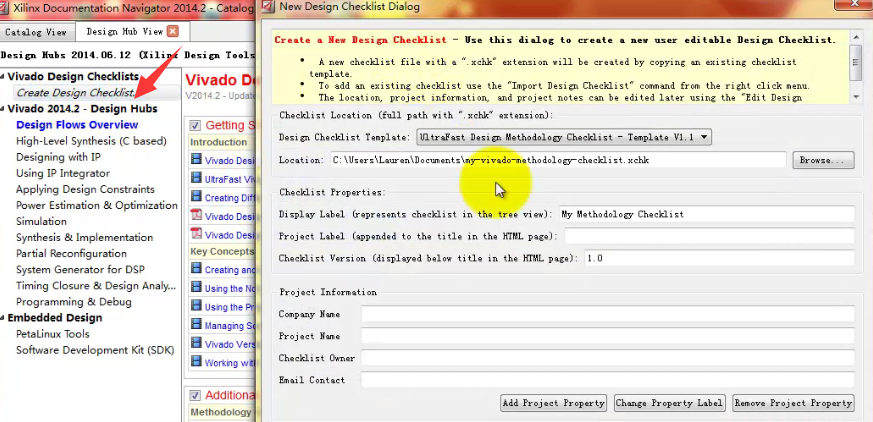 Xilinx Documentation Navigator 2014.2 - Catalog
Catalog View
Design Hub View
Design Hubs 2014.06.12 (Xilinx Design Tools
Vivado Design Checklists
Create Design Checklist...
Vivado 2014.2 - Design Hubs
Design Flows Overview
High-Level Synthesis (C based)
Designing with IP
Using IP Integrator
Applying Design Constraints
Power Estimation & Optimization
Simulation
Synthesis & Implementation
Partial Reconfiguration
System Generator for DSP
Timing Closure & Design Analy...
Programming & Debug
Embedded Design
PetaLinux Tools
Software Development Kit (SDK)
Vivado De
V2014.2 - Update
Getting S
Introduction
Vivado Desi
UltraFast Viv
Creating Diff
Vivado Desi
Vivado Desi
Key Concepts
Creating and
Using the No
Using the Pr
Managing So
Vivado Vers
Working with
Additiona
Methodology
New Design Checklist Dialog
Create a New Design Checklist - Use this dialog to create a new user editable Design Checklist.
• A new checklist file with a ".xchk" extension will be created by copying an existing checklist
template.
• To add an existing checklist use the "Import Design Checklist" command from the right click menu.
• The location, project information, and project notes can be edited later using the "Edit Design
Checklist Location (full path with ".xchk" extension):
Design Checklist Template: UltraFast Design Methodology Checklist - Template V1.1
Location: C:\Users\Lauren\Documents\my-vivado-methodology-checklist.xchk Browse...
Checklist Properties:
Display Label (represents checklist in the tree view): My Methodology Checklist
Project Label (appended to the title in the HTML page):
Checklist Version (displayed below title in the HTML page): 1.0
Project Information
Company Name
Project Name
Checklist Owner
Email Contact
Add Project Property Change Property Label Remove Project Property